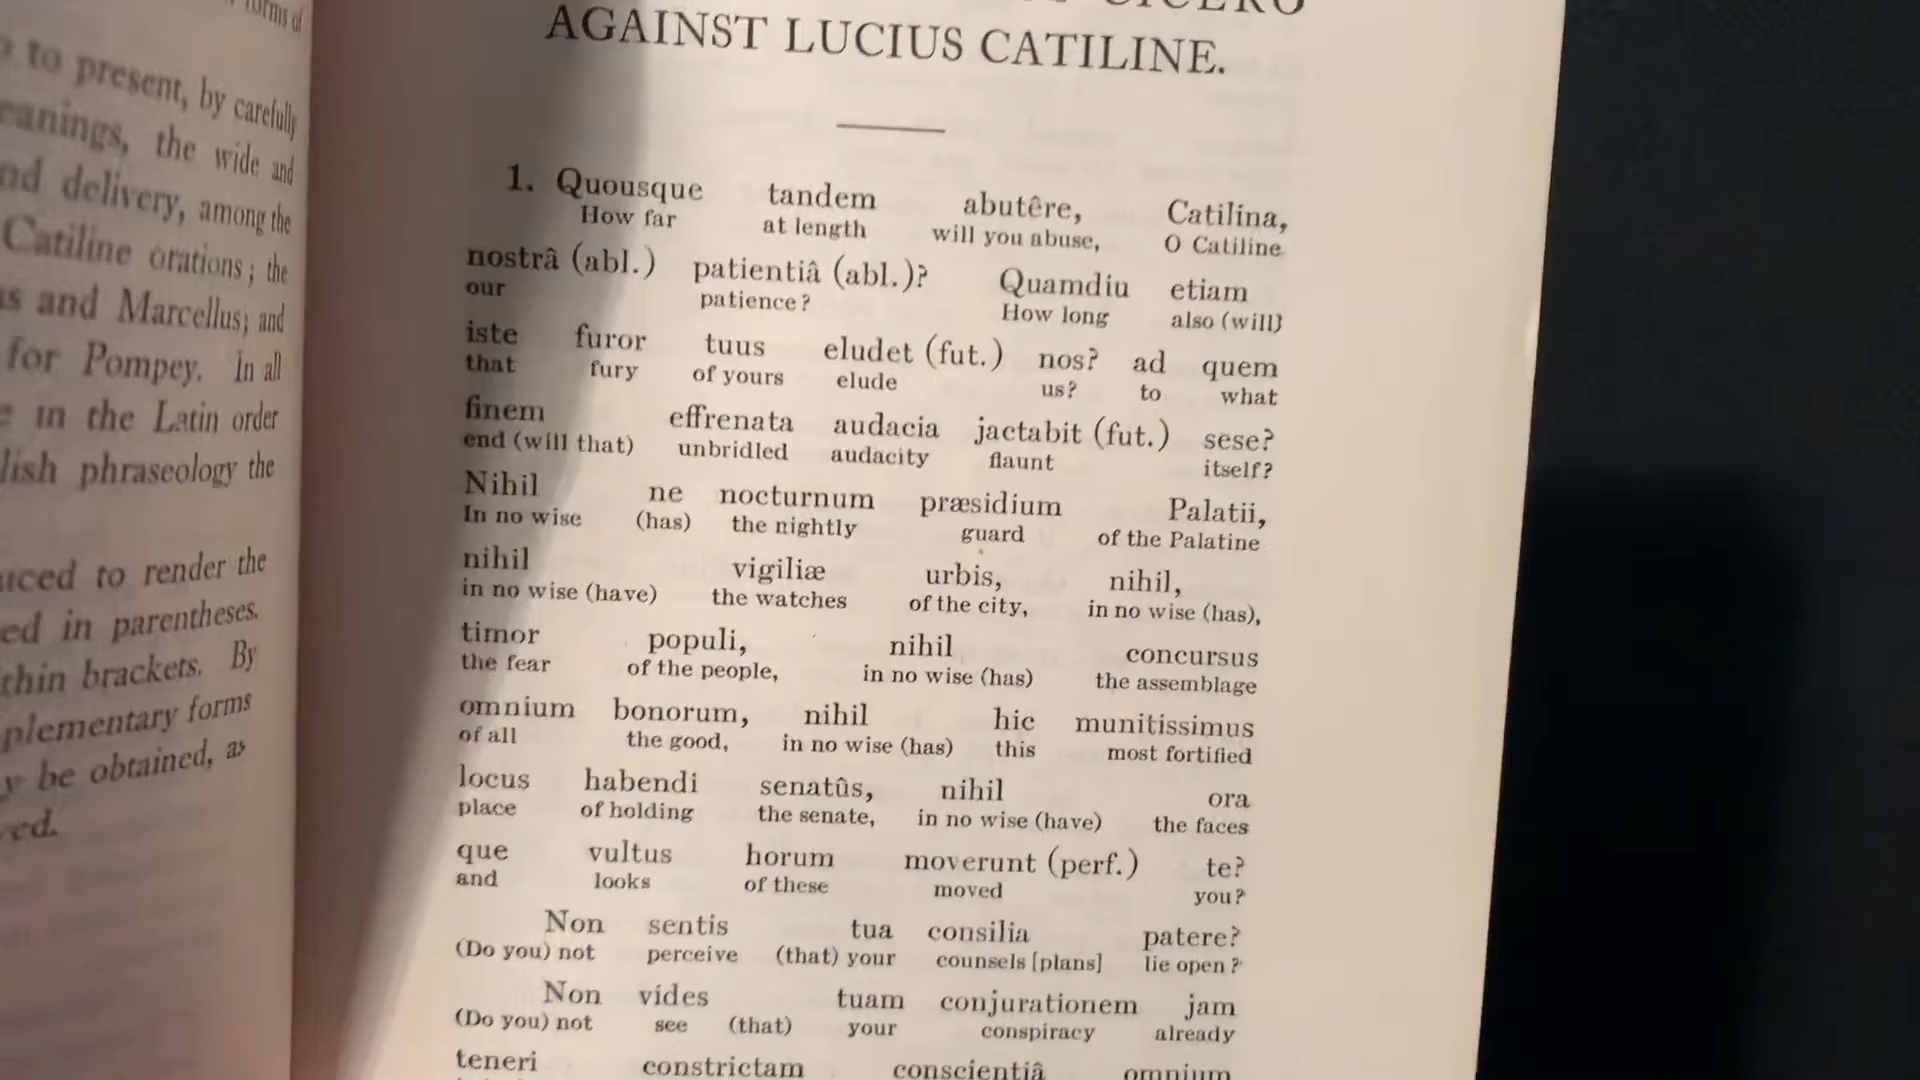 forms of
to present, by carefully
eanings, the wide and
nd delivery, among the
Catiline orations; the
us and Marcellus; and
for Pompey. In all
in the Latin order
lish phraseology the
uced to render the
ed in parentheses.
thin brackets. By
plementary forms
y be obtained, as
ved.
CICERO
AGAINST LUCIUS CATILINE.
1. Quousque tandem abutêre, Catilina,
How far at length will you abuse, O Catiline
nostrâ (abl.) patientiâ (abl.)? Quamdiu etiam
our patience? How long also (will)
iste furor tuus eludet (fut.) nos? ad quem
that fury of yours elude us? to what
finem effrenata audacia jactabit (fut.) sese?
end (will that) unbridled audacity flaunt itself?
Nihil ne nocturnum præsidium Palatii,
In no wise (has) the nightly guard of the Palatine
nihil vigiliæ urbis, nihil,
in no wise (have) the watches of the city, in no wise (has),
timor populi, nihil concursus
the fear of the people, in no wise (has) the assemblage
omnium bonorum, nihil hic munitissimus
of all the good, in no wise (has) this most fortified
locus habendi senatûs, nihil ora
place of holding the senate, in no wise (have) the faces
que vultus horum moverunt (perf.) te?
and looks of these moved you?
Non sentis tua consilia patere?
(Do you) not perceive (that) your counsels [plans] lie open?
Non vides tuam conjurationem jam
(Do you) not see (that) your conspiracy already
teneri constrictam conscientiâ omnium